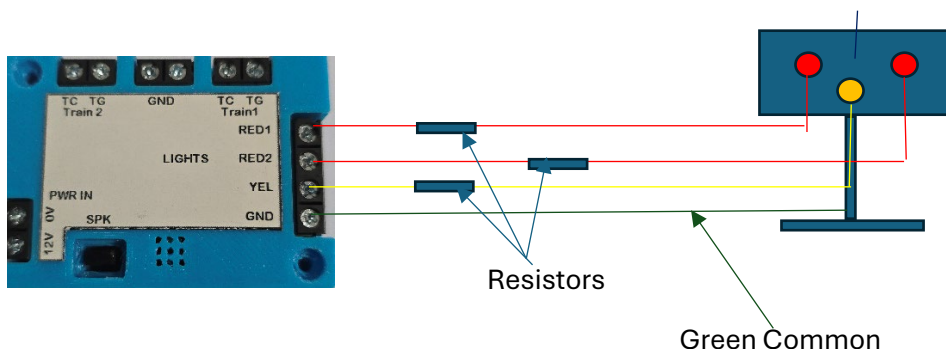 TC TG GND TC TG
Train 2 Train1
RED1
LIGHTS RED2
YEL
PWR IN
GND
SPK
0V
12V
Resistors
Green Common